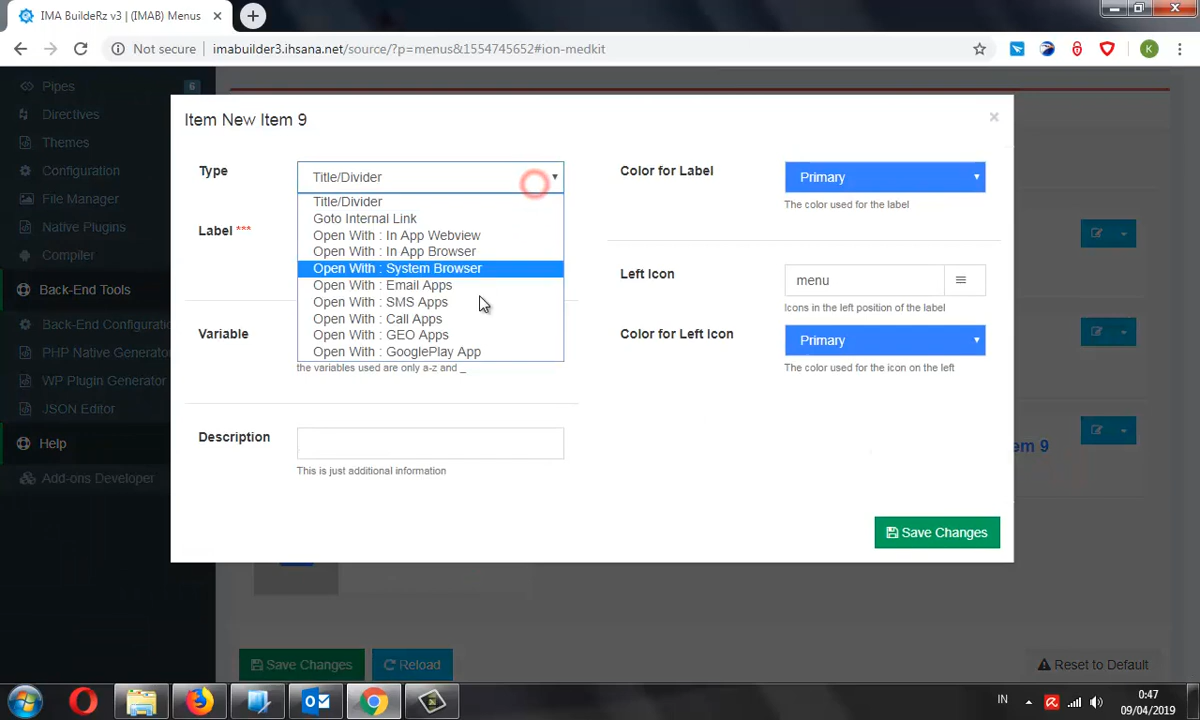 IMA BuildeRz v3 | (IMAB) Menus
Not secure
imabuilder3.ihsana.net/source/?p=menus&1554745652#ion-medkit
K
Pipes
6
Directives
Themes
Configuration
File Manager
Native Plugins
Compiler
Back-End Tools
Back-End Configuratio
PHP Native Generato
WP Plugin Generator
JSON Editor
Help
Add-ons Developer
Item New Item 9
×
Type
Title/Divider
Title/Divider
Goto Internal Link
Open With : In App Webview
Open With : In App Browser
Open With : System Browser
Open With : Email Apps
Open With : SMS Apps
Open With : Call Apps
Open With : GEO Apps
Open With : GooglePlay App
Label ***
Variable
the variables used are only a-z and _
Description
This is just additional information
Color for Label
Primary
The color used for the label
Left Icon
menu
Icons in the left position of the label
Color for Left Icon
Primary
The color used for the icon on the left
Save Changes
em 9
Save Changes
Reload
Reset to Default
IN
0:47
09/04/2019